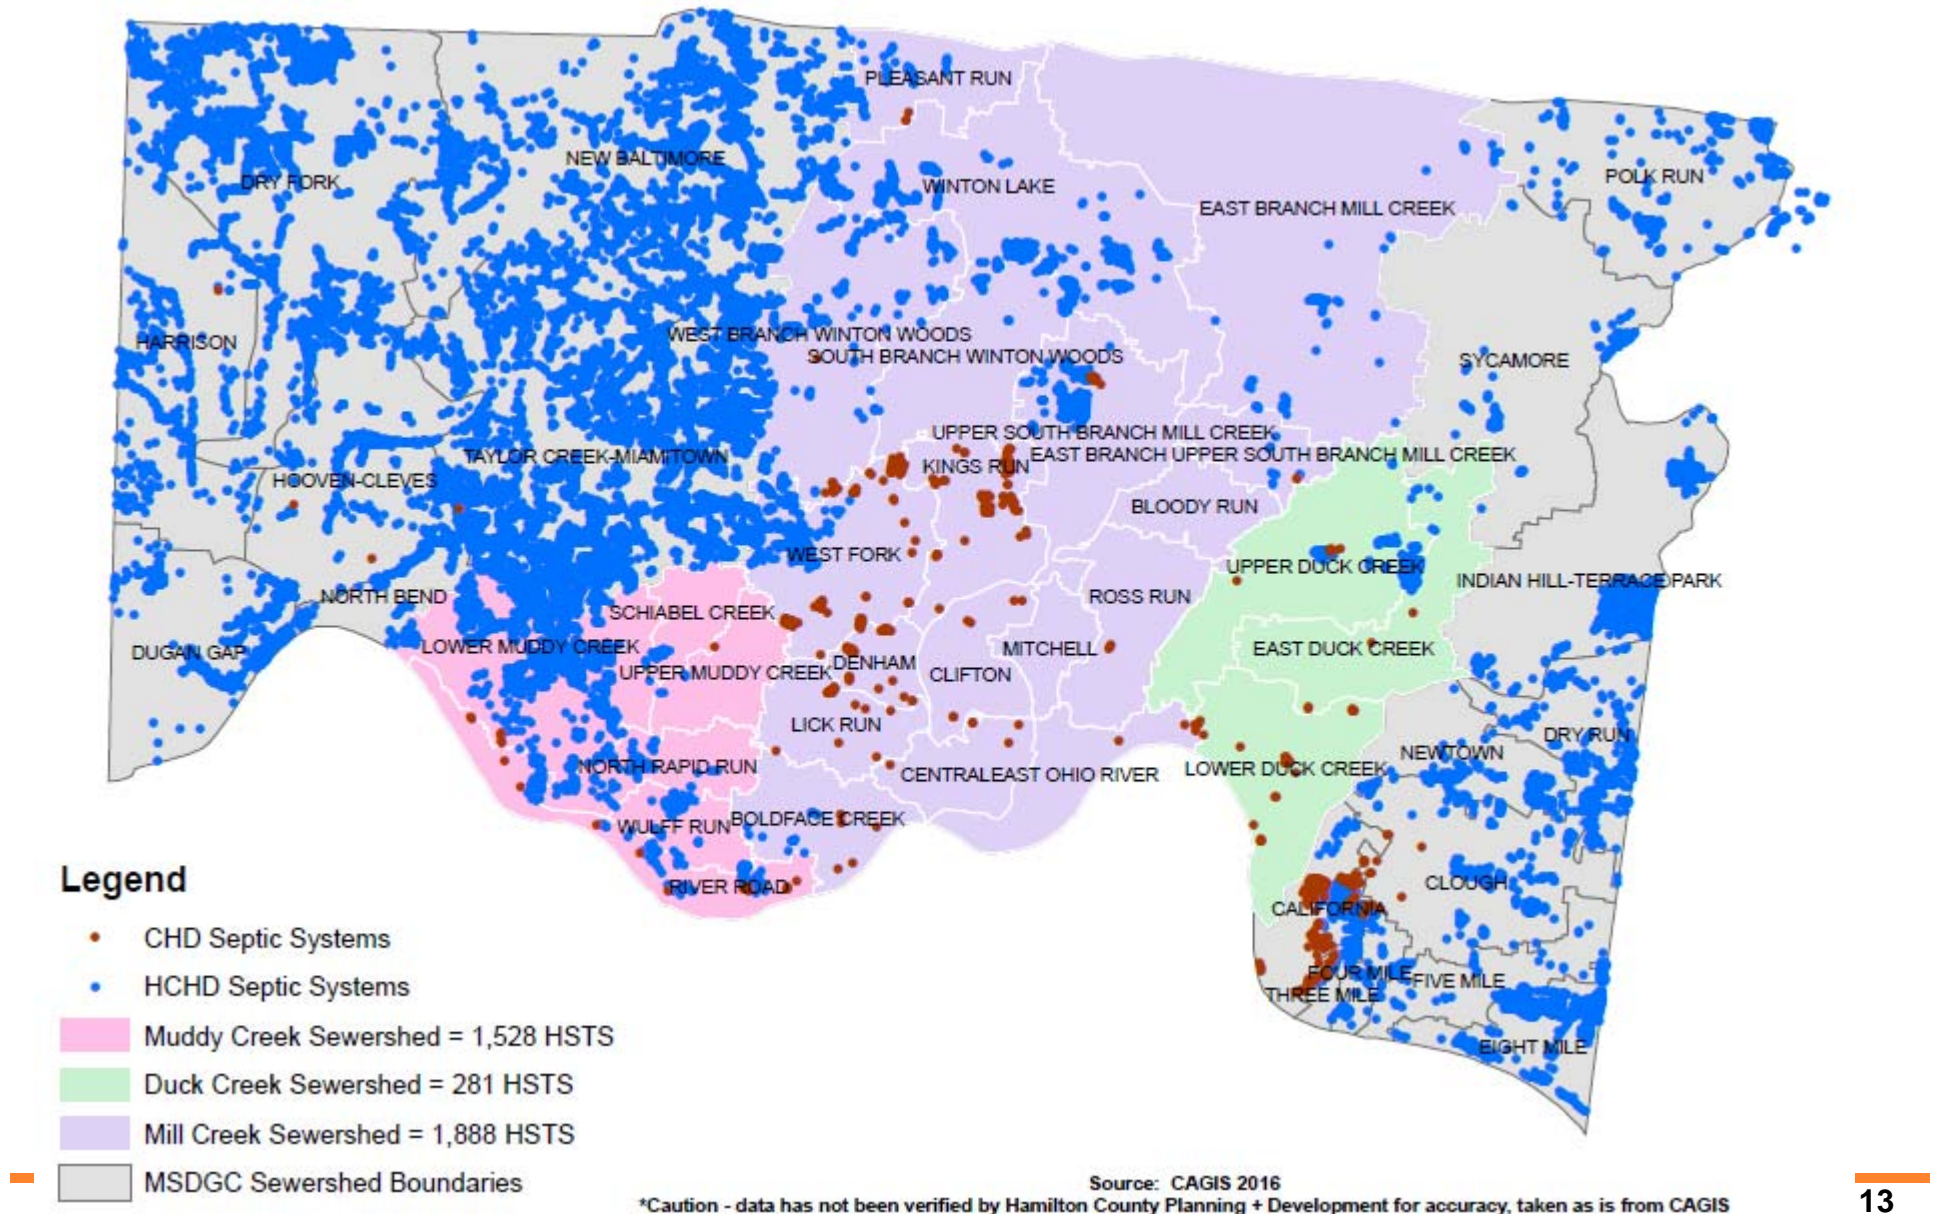 PLEASANT RUN
NEW BALTIMORE
DRY FORK
WINTON LAKE
POLK RUN
EAST BRANCH MILL CREEK
HARRISON
WEST BRANCH WINTON WOODS
SOUTH BRANCH WINTON WOODS
SYCAMORE
UPPER SOUTH BRANCH MILL CREEK
EAST BRANCH UPPER SOUTH BRANCH MILL CREEK
KINGS RUN
TAYLOR CREEK-MIAMITOWN
HOOVEN-CLEVES
BLOODY RUN
WEST FORK
UPPER DUCK CREEK
INDIAN HILL-TERRACE PARK
NORTH BEND
SCHIABEL CREEK
ROSS RUN
DUGAN GAP
LOWER MUDDY CREEK
MITCHELL
EAST DUCK CREEK
UPPER MUDDY CREEK
DENHAM
CLIFTON
LICK RUN
DRY RUN
NEWTOWN
NORTH RAPID RUN
CENTRAL
EAST OHIO RIVER
LOWER DUCK CREEK
WULFF RUN
BOLDFACE CREEK
RIVER ROAD
CLOUGH
CALIFORNIA
FOUR MILE
FIVE MILE
THREE MILE
EIGHT MILE
Legend
CHD Septic Systems
HCHD Septic Systems
Muddy Creek Sewershed = 1,528 HSTS
Duck Creek Sewershed = 281 HSTS
Mill Creek Sewershed = 1,888 HSTS
MSDGC Sewershed Boundaries
Source: CAGIS 2016
*Caution - data has not been verified by Hamilton County Planning + Development for accuracy, taken as is from CAGIS
13